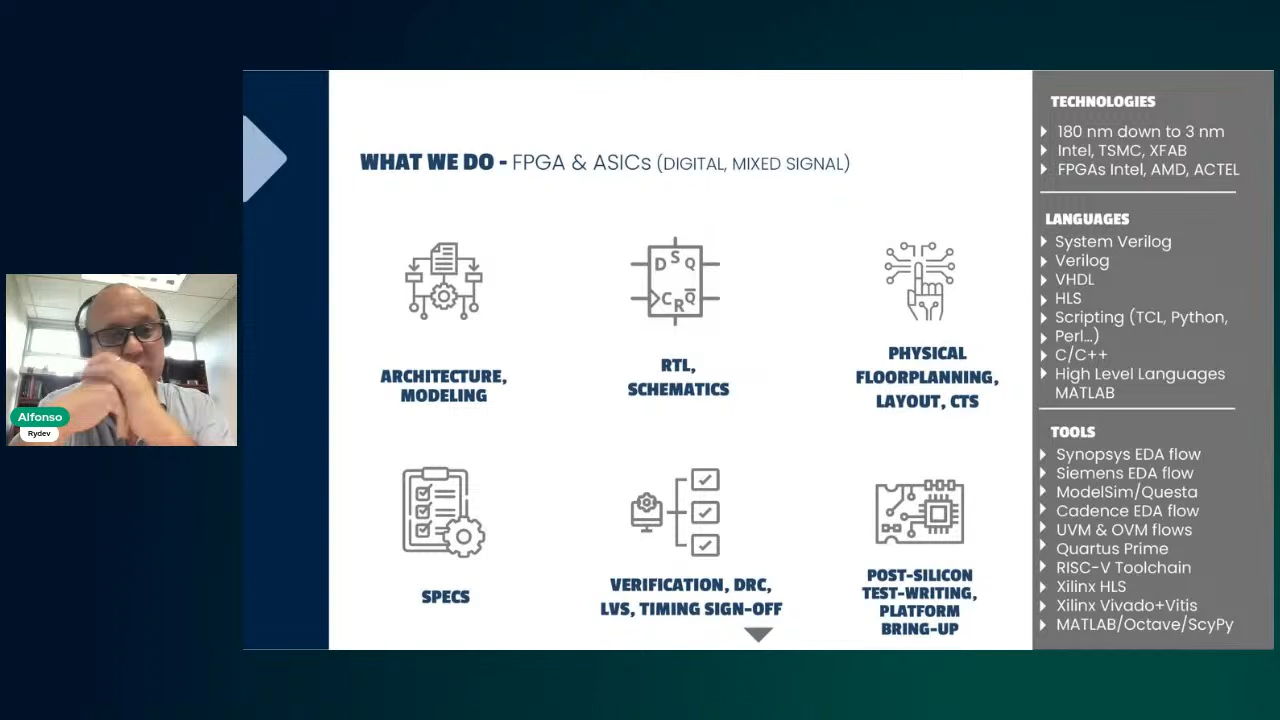 WHAT WE DO - FPGA & ASICs (DIGITAL, MIXED SIGNAL)
ARCHITECTURE,
MODELING
D S Q
C R Q
RTL,
SCHEMATICS
PHYSICAL
FLOORPLANNING,
LAYOUT, CTS
SPECS
VERIFICATION, DRC,
LVS, TIMING SIGN-OFF
POST-SILICON
TEST-WRITING,
PLATFORM
BRING-UP
TECHNOLOGIES
180 nm down to 3 nm
Intel, TSMC, XFAB
FPGAs Intel, AMD, ACTEL
LANGUAGES
System Verilog
Verilog
VHDL
HLS
Scripting (TCL, Python,
Perl...)
C/C++
High Level Languages
MATLAB
TOOLS
Synopsys EDA flow
Siemens EDA flow
ModelSim/Questa
Cadence EDA flow
UVM & OVM flows
Quartus Prime
RISC-V Toolchain
Xilinx HLS
Xilinx Vivado+Vitis
MATLAB/Octave/ScyPy
Alfonso
Rydev